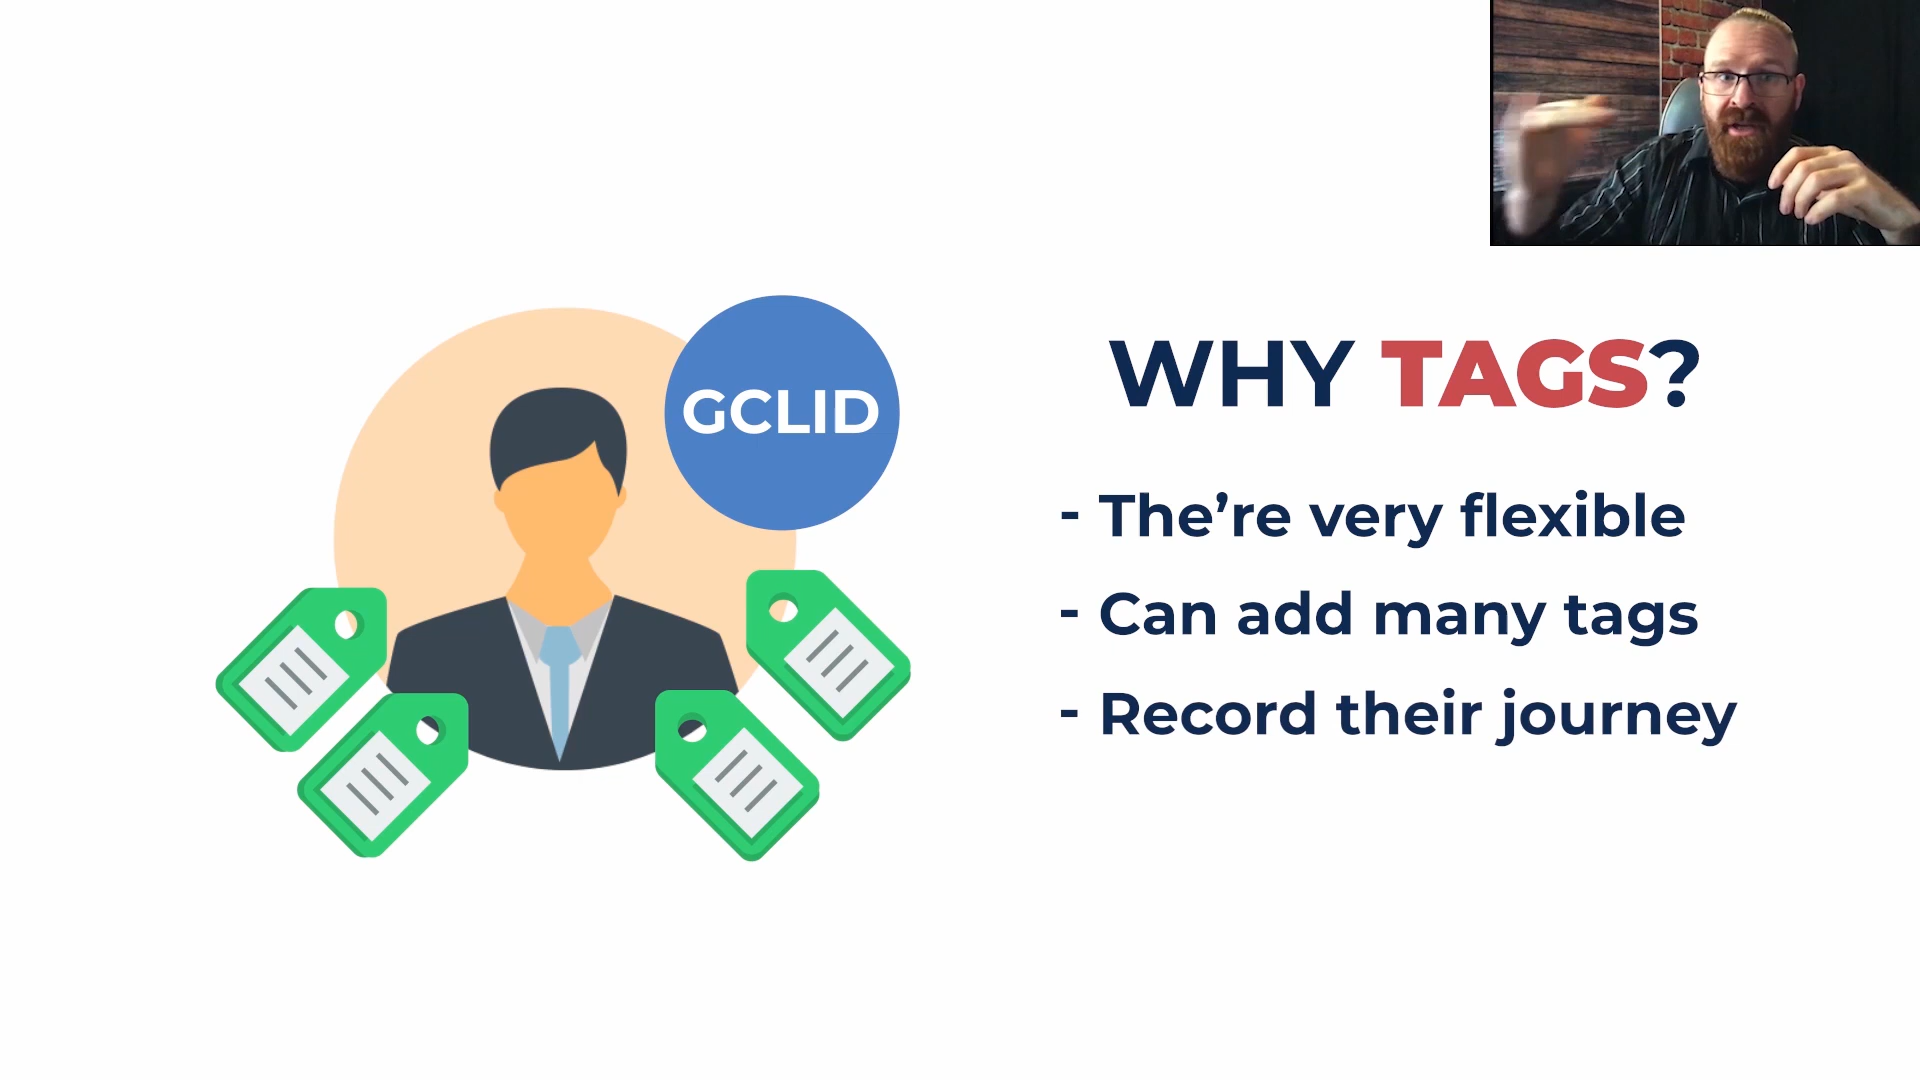 GCLID
WHY TAGS?
- The’re very flexible
- Can add many tags
- Record their journey